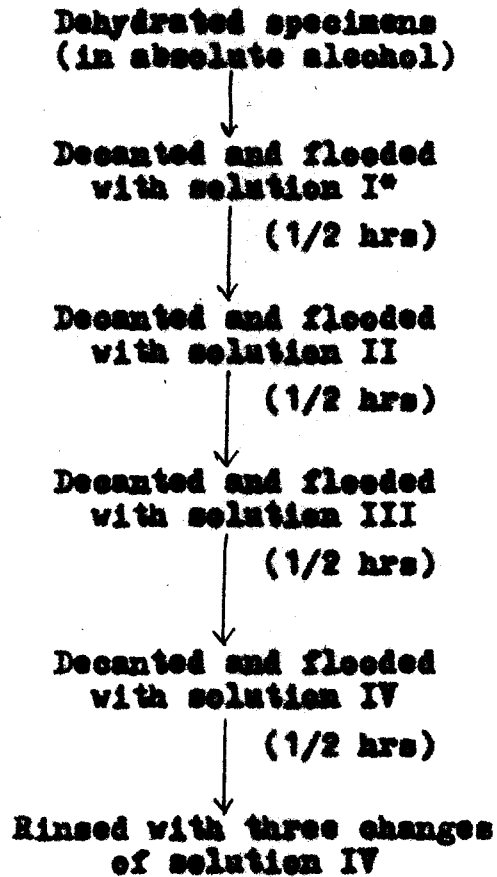 Dehydrated specimens
(in absolute alcohol)
Decanted and flooded
with solution I*
(1/2 hrs)
Decanted and flooded
with solution II
(1/2 hrs)
Decanted and flooded
with solution III
(1/2 hrs)
Decanted and flooded
with solution IV
(1/2 hrs)
Rinsed with three changes
of solution IV